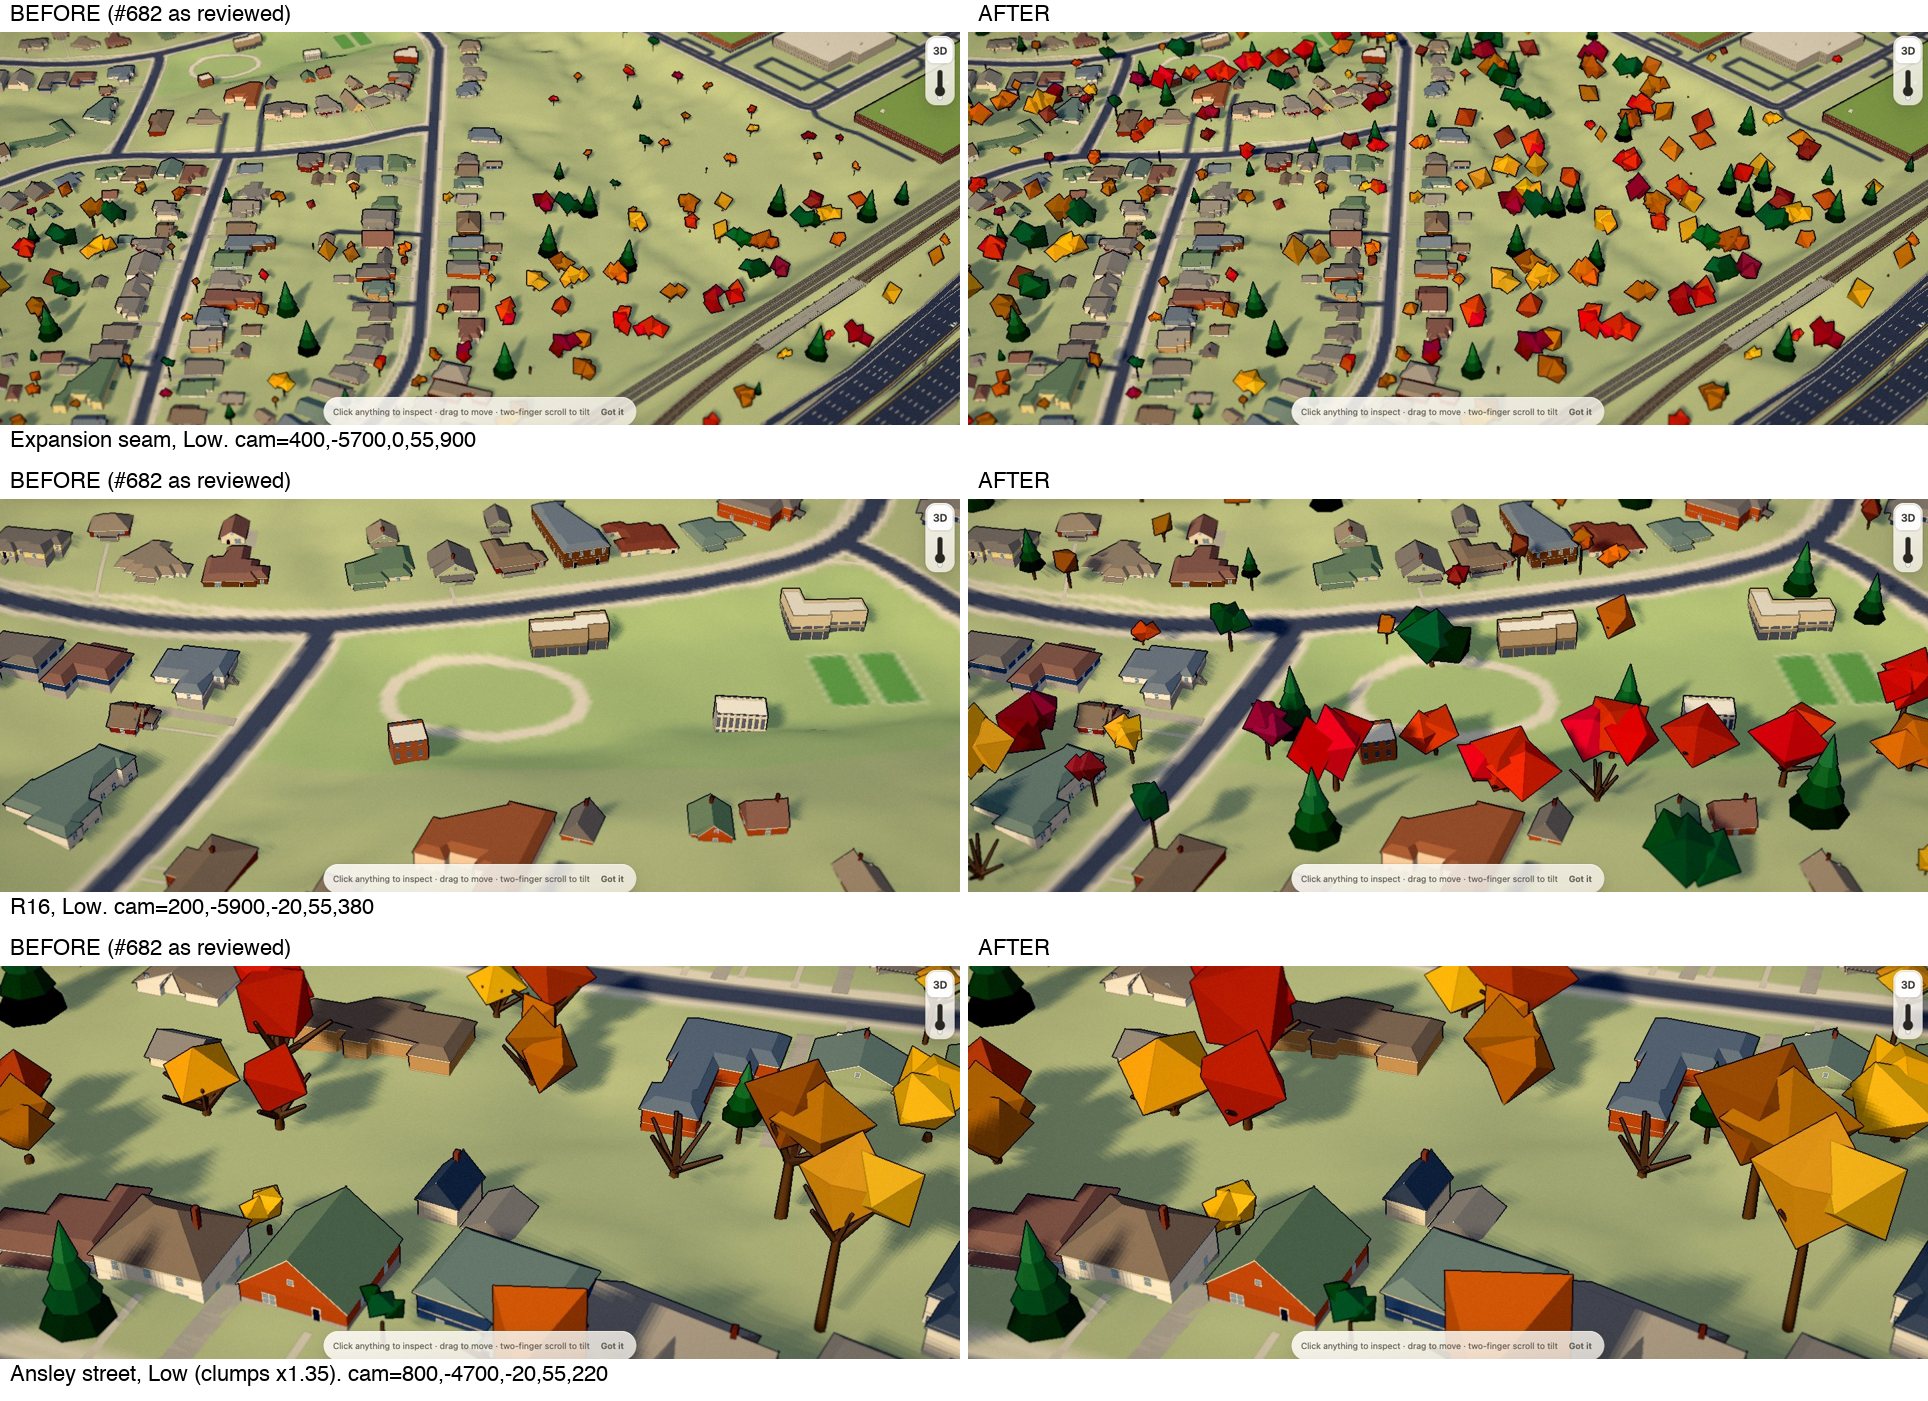 BEFORE (#682 as reviewed)
AFTER
3D
3D
Click anything to inspect · drag to move · two-finger scroll to tilt Got it
Click anything to inspect · drag to move · two-finger scroll to tilt Got it
Expansion seam, Low. cam=400,-5700,0,55,900
BEFORE (#682 as reviewed)
AFTER
3D
3D
Click anything to inspect · drag to move · two-finger scroll to tilt Got it
Click anything to inspect · drag to move · two-finger scroll to tilt Got it
R16, Low. cam=200,-5900,-20,55,380
BEFORE (#682 as reviewed)
AFTER
3D
3D
Click anything to inspect · drag to move · two-finger scroll to tilt Got it
Click anything to inspect · drag to move · two-finger scroll to tilt Got it
Ansley street, Low (clumps x1.35). cam=800,-4700,-20,55,220